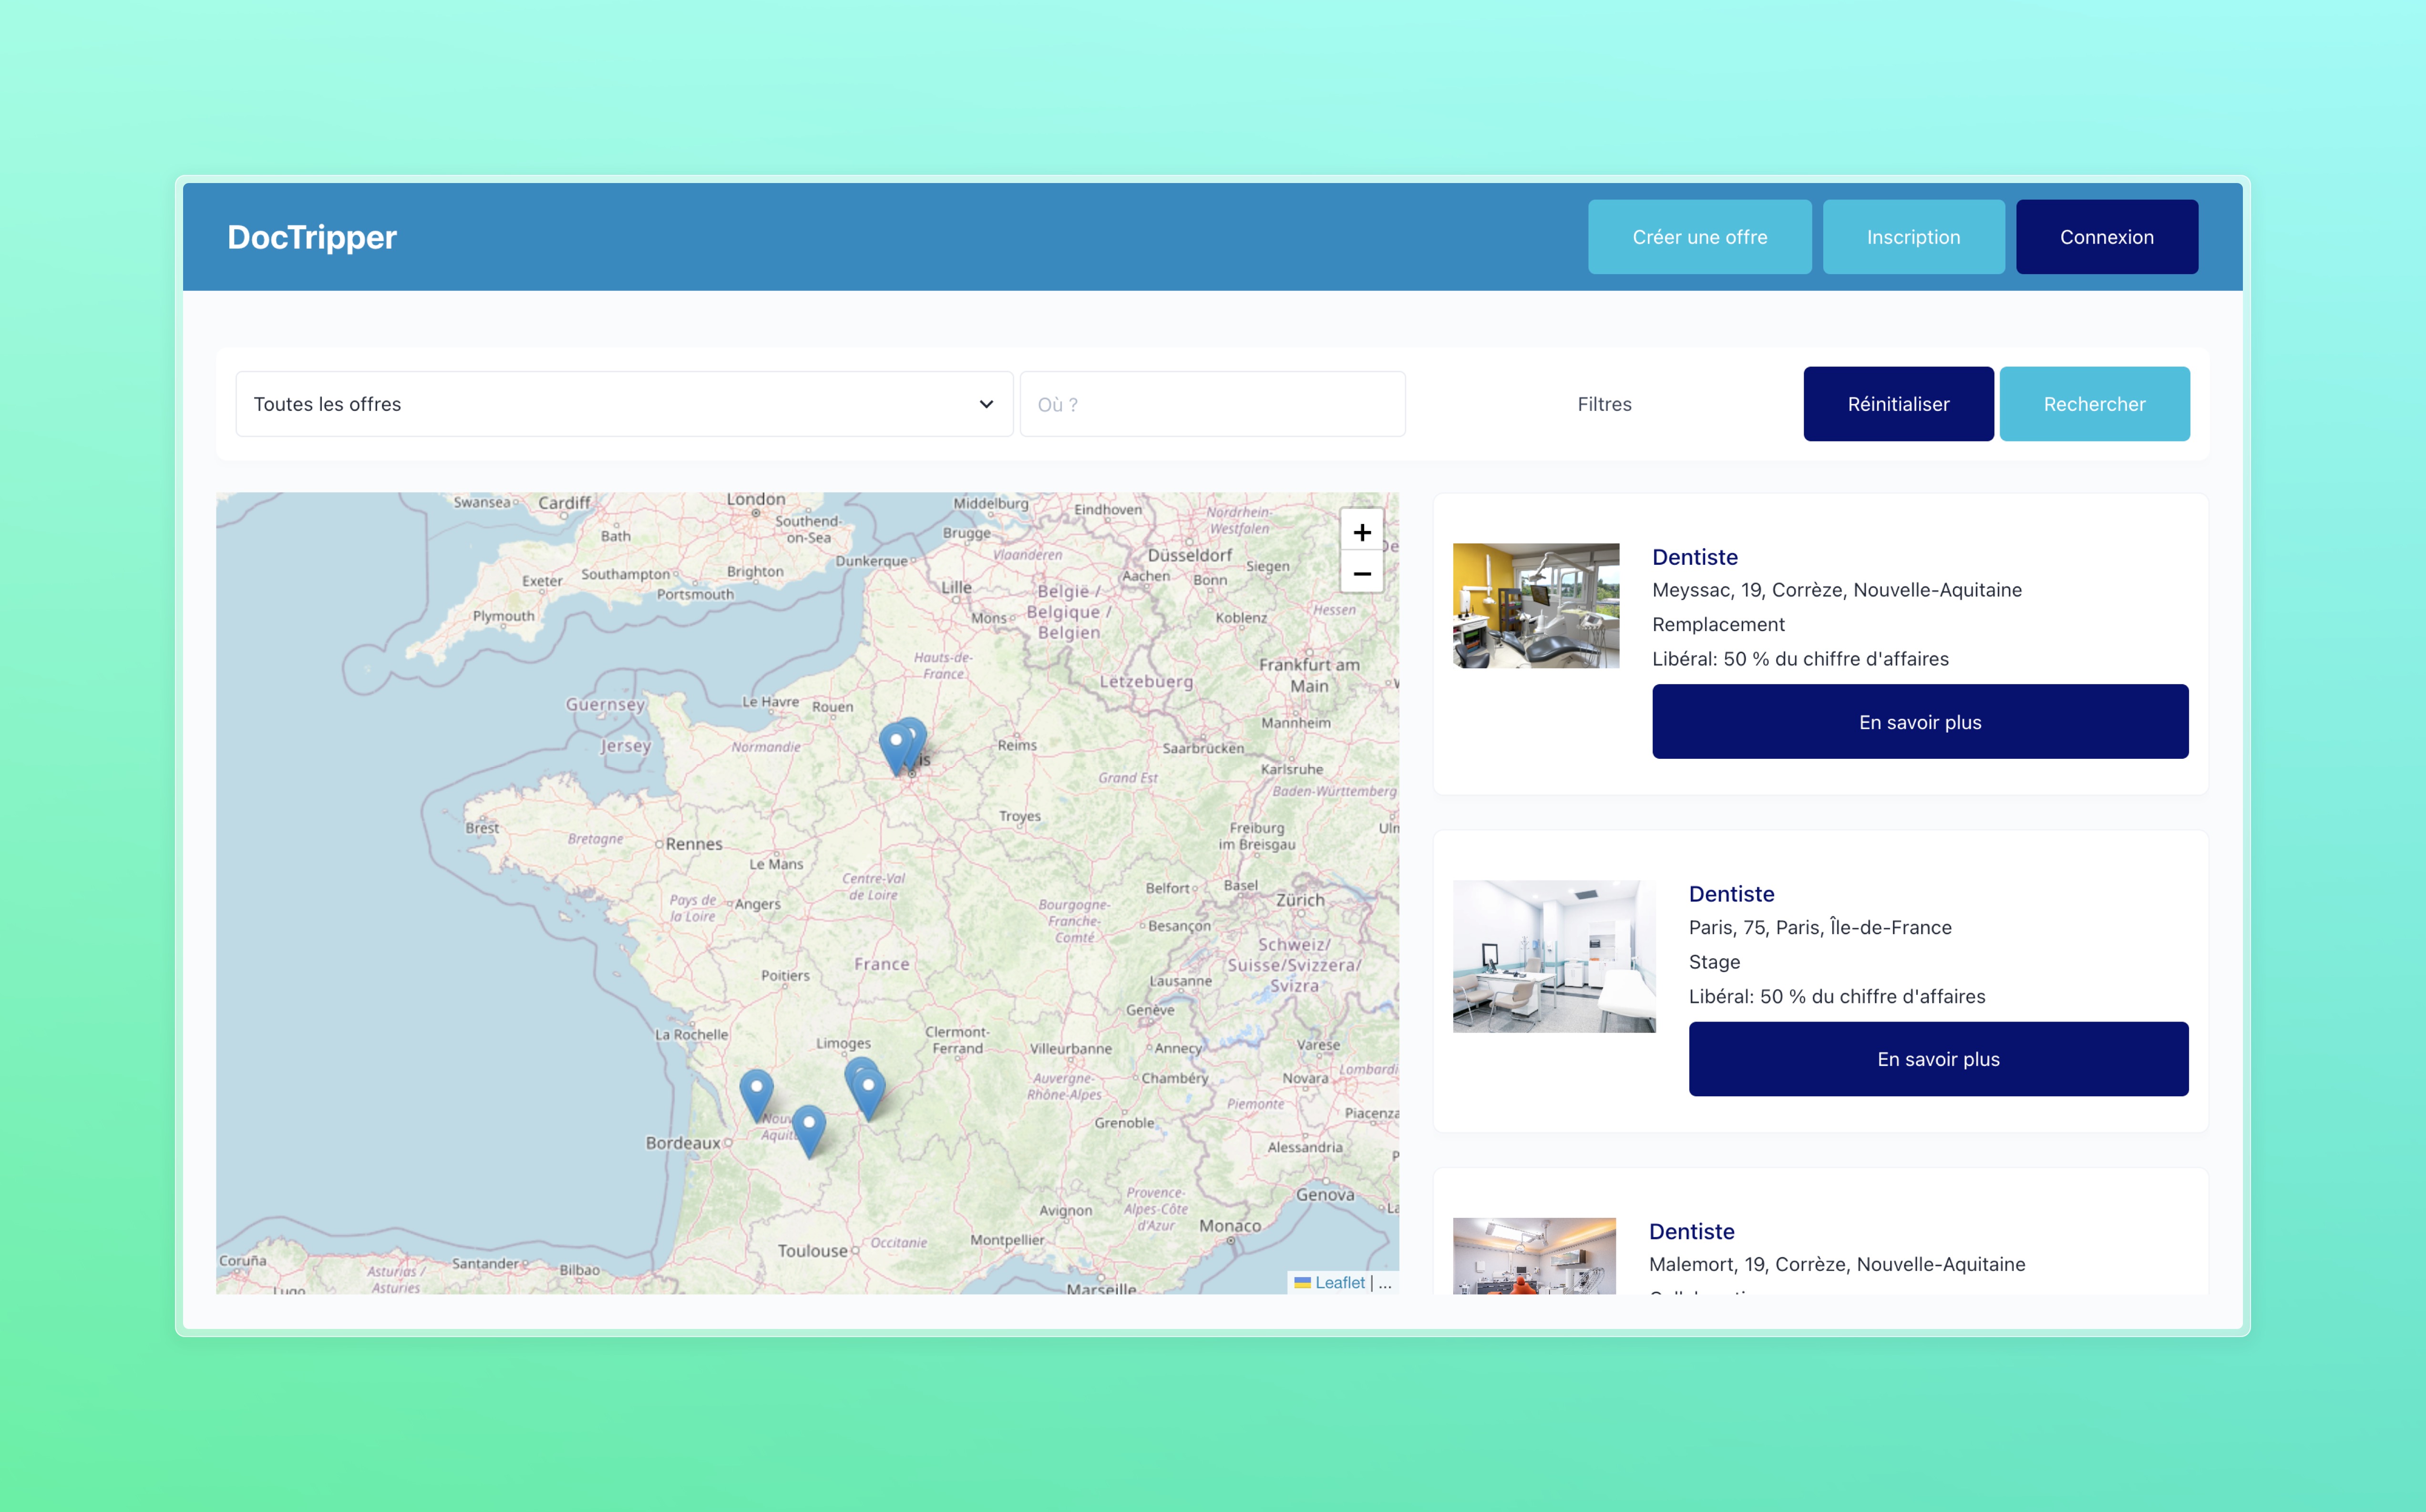 DocTripper
Créer une offre
Inscription
Connexion
Toutes les offres
Où ?
Filtres
Réinitialiser
Rechercher
Swansea
Cardiff
London
Middelburg
Eindhoven
Nordrhein-
Westfalen
Southend-
on-Sea
Bath
Brugge
Vlaanderen
Düsseldorf
Dunkerque
Exeter
Southampton
Brighton
Portsmouth
Lille
Aachen
Bonn
Siegen
België /
Belgique /
Belgien
Hessen
Plymouth
Mons
Koblenz
Hauts-de-
France
Frankfurt am
Main
Lëtzebuerg
Guernsey
Le Havre
Rouen
Mannheim
Jersey
Normandie
Reims
Saarbrücken
Karlsruhe
Grand Est
Baden-Württemberg
Troyes
Brest
Bretagne
Rennes
Le Mans
Freiburg
im Breisgau
Centre-Val
de Loire
Belfort
Basel
Zürich
Pays de
la Loire
Angers
Bourgogne-
Franche-
Comté
Besançon
Schweiz/
Suisse/Svizzera/
Svizra
France
Poitiers
Lausanne
Genève
La Rochelle
Limoges
Clermont-
Ferrand
Villeurbanne
Annecy
Varese
Auvergne-
Rhône-Alpes
Chambéry
Novara
Lombardi
Piemonte
Piacenza
Grenoble
Bordeaux
Alessandria
Provence-
Alpes-Côte
d'Azur
Genova
Avignon
Monaco
Toulouse
Occitanie
Montpellier
Marseille
Coruña
Santander
Bilbao
Asturias /
Asturies
Lugo
+
−
Leaflet | ...
Dentiste
Meyssac, 19, Corrèze, Nouvelle-Aquitaine
Remplacement
Libéral: 50 % du chiffre d'affaires
En savoir plus
Dentiste
Paris, 75, Paris, Île-de-France
Stage
Libéral: 50 % du chiffre d'affaires
En savoir plus
Dentiste
Malemort, 19, Corrèze, Nouvelle-Aquitaine